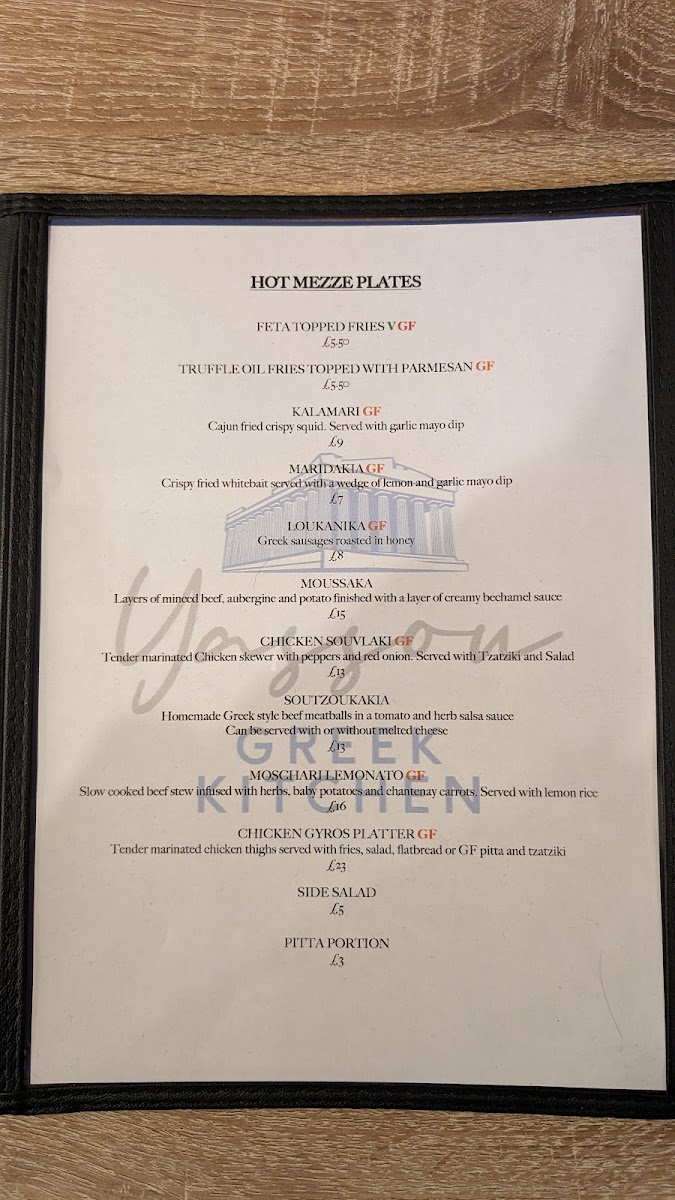 HOT MEZZE PLATES
FETA TOPPED FRIES V GF
£5.50
TRUFFLE OIL FRIES TOPPED WITH PARMESAN GF
£5.50
KALAMARI GF
Cajun fried crispy squid. Served with garlic mayo dip
£9
MARIDAKIA GF
Crispy fried whitebait served with a wedge of lemon and garlic mayo dip
£7
LOUKANIKA GF
Greek sausages roasted in honey
£8
MOUSSAKA
Layers of minced beef, aubergine and potato finished with a layer of creamy bechamel sauce
£15
CHICKEN SOUVLAKI GF
Tender marinated Chicken skewer with peppers and red onion. Served with Tzatziki and Salad
£13
SOUTZOUKAKIA
Homemade Greek style beef meatballs in a tomato and herb salsa sauce
Can be served with or without melted cheese
£13
MOSCHARI LEMONATO GF
Slow cooked beef stew infused with herbs, baby potatoes and chantenay carrots. Served with lemon rice
£16
CHICKEN GYROS PLATTER GF
Tender marinated chicken thighs served with fries, salad, flatbread or GF pitta and tzatziki
£23
SIDE SALAD
£5
PITTA PORTION
£3
Yassou
GREEK
KITCHEN